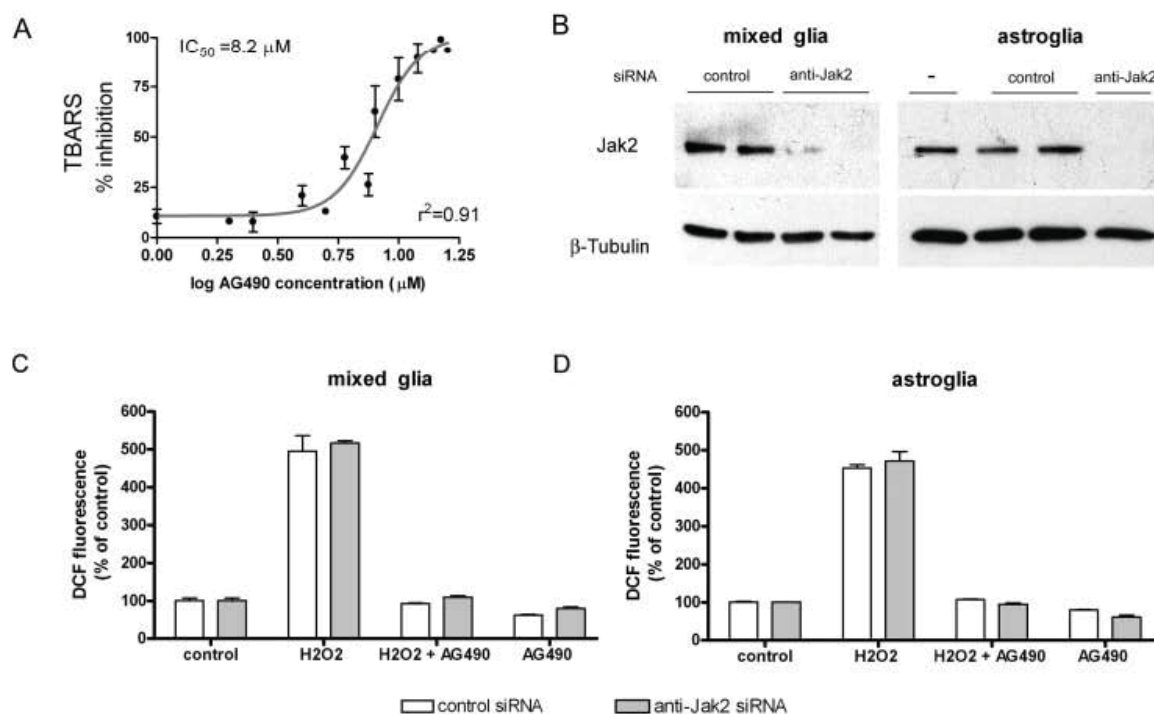 A
IC50 =8.2 μM
TBARS
% inhibition
100
75
50
25
0
r2=0.91
0.00 0.25 0.50 0.75 1.00 1.25
log AG490 concentration (μM)
B
mixed glia
astroglia
siRNA
control
anti-Jak2
-
control
anti-Jak2
Jak2
β-Tubulin
C
mixed glia
DCF fluorescence
(% of control)
600
500
400
300
200
100
0
control H2O2 H2O2 + AG490 AG490
D
astroglia
DCF fluorescence
(% of control)
600
500
400
300
200
100
0
control H2O2 H2O2 + AG490 AG490
control siRNA
anti-Jak2 siRNA